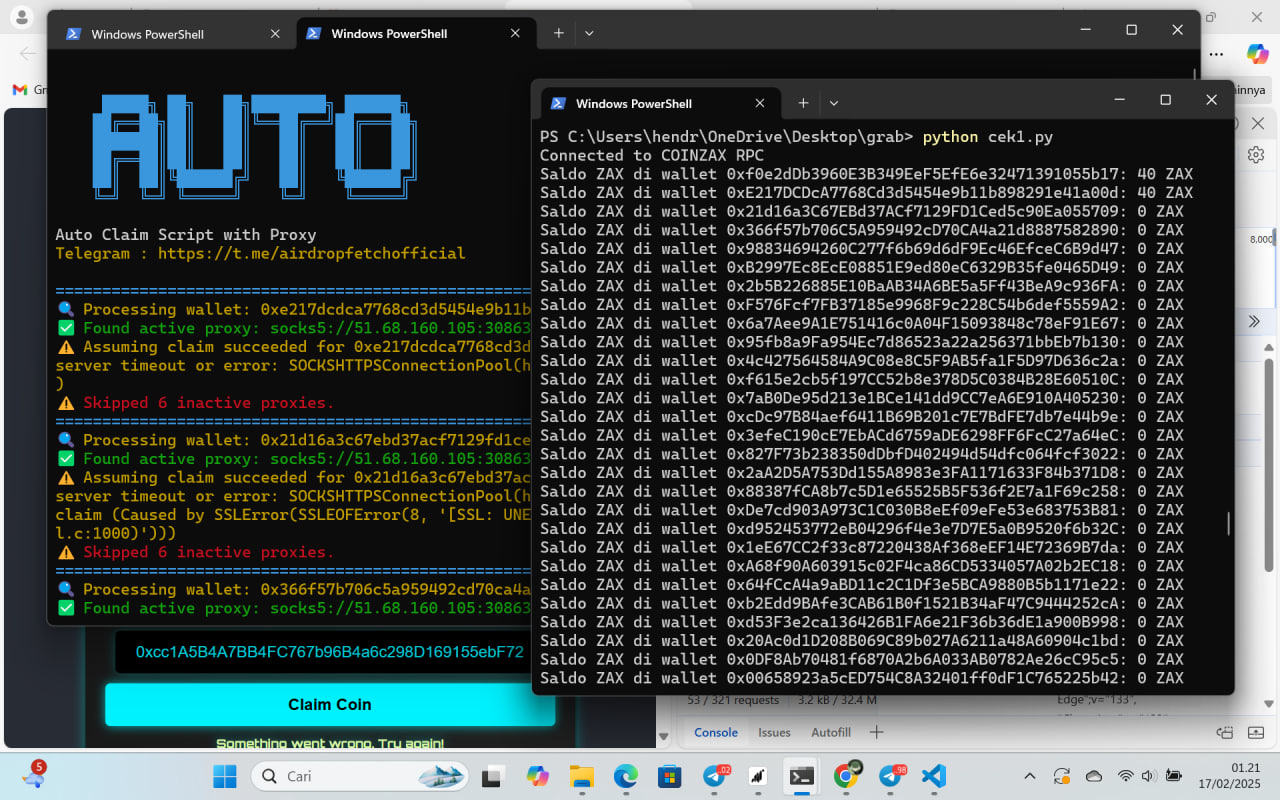 Windows PowerShell
Windows PowerShell
Gm
AUTO
Auto Claim Script with Proxy
Telegram : https://t.me/airdropfetchofficial
Processing wallet: 0xe217dcdca7768cd3d5454e9b11b
Found active proxy: socks5://51.68.160.105:30863
Assuming claim succeeded for 0xe217dcdca7768cd3d
server timeout or error: SOCKSHTTPSConnectionPool(h
)
Skipped 6 inactive proxies.
Processing wallet: 0x21d16a3c67ebd37acf7129fd1ce
Found active proxy: socks5://51.68.160.105:30863
Assuming claim succeeded for 0x21d16a3c67ebd37ac
server timeout or error: SOCKSHTTPSConnectionPool(h
claim (Caused by SSLError(SSLEOFError(8, '[SSL: UNE
l.c:1000)')))
Skipped 6 inactive proxies.
Processing wallet: 0x366f57b706c5a959492cd70ca4a
Found active proxy: socks5://51.68.160.105:30863
Windows PowerShell
PS C:\Users\hendr\OneDrive\Desktop\grab> python cek1.py
Connected to COINZAX RPC
Saldo ZAX di wallet 0xf0e2dDb3960E3B349EeF5EfE6e32471391055b17: 40 ZAX
Saldo ZAX di wallet 0xE217DCDcA7768Cd3d5454e9b11b898291e41a00d: 40 ZAX
Saldo ZAX di wallet 0x21d16a3C67EBd37ACf7129FD1Ced5c90Ea055709: 0 ZAX
Saldo ZAX di wallet 0x366f57b706C5A959492cD70CA4a21d8887582890: 0 ZAX
Saldo ZAX di wallet 0x98834694260C277f6b69d6dF9Ec46EfceC6B9d47: 0 ZAX
Saldo ZAX di wallet 0xB2997Ec8EcE08851E9ed80eC6329B35fe0465D49: 0 ZAX
Saldo ZAX di wallet 0x2b5B226885E10BaAB34A6BE5a5Ff43BeA9c936FA: 0 ZAX
Saldo ZAX di wallet 0xF576Fcf7FB37185e9968F9c228C54b6def5559A2: 0 ZAX
Saldo ZAX di wallet 0x6a7Aee9A1E751416c0A04F15093848c78eF91E67: 0 ZAX
Saldo ZAX di wallet 0x95fb8a9Fa954Ec7d86523a22a256371bbEb7b130: 0 ZAX
Saldo ZAX di wallet 0x4c427564584A9C08e8C5F9AB5fa1F5D97D636c2a: 0 ZAX
Saldo ZAX di wallet 0xf615e2cb5f197CC52b8e378D5C0384B28E60510C: 0 ZAX
Saldo ZAX di wallet 0x7aB0De95d213e1BCe141dd9CC7eA6E910A405230: 0 ZAX
Saldo ZAX di wallet 0xcDc97B84aef6411B69B201c7E7BdFE7db7e44b9e: 0 ZAX
Saldo ZAX di wallet 0x3efeC190cE7EbACd6759aDE6298FF6FcC27a64eC: 0 ZAX
Saldo ZAX di wallet 0x827F73b238350dDbfD402494d54dfc064fcf3022: 0 ZAX
Saldo ZAX di wallet 0x2aA2D5A753Dd155A8983e3FA1171633F84b371D8: 0 ZAX
Saldo ZAX di wallet 0x88387fCA8b7c5D1e65525B5F536f2E7a1F69c258: 0 ZAX
Saldo ZAX di wallet 0xDe7cd903A973C1C030B8eEf09eFe53e683753B81: 0 ZAX
Saldo ZAX di wallet 0xd952453772eB04296f4e3e7D7E5a0B9520f6b32C: 0 ZAX
Saldo ZAX di wallet 0x1eE67CC2f33c87220438Af368eEF14E72369B7da: 0 ZAX
Saldo ZAX di wallet 0xA68f90A603915c02F4ca86CD5334057A02b2EC18: 0 ZAX
Saldo ZAX di wallet 0x64fCcA4a9aBD11c2C1Df3e5BCA9880B5b1171e22: 0 ZAX
Saldo ZAX di wallet 0xb2Edd9BAfe3CAB61B0f1521B34aF47C9444252cA: 0 ZAX
Saldo ZAX di wallet 0xd53F3e2ca136426B1FA6e21F36b36dE1a900B998: 0 ZAX
Saldo ZAX di wallet 0x20Ac0d1D208B069C89b027A6211a48A60904c1bd: 0 ZAX
Saldo ZAX di wallet 0x0DF8Ab70481f6870A2b6A033AB0782Ae26cC95c5: 0 ZAX
Saldo ZAX di wallet 0x00658923a5cED754C8A32401ff0dF1C765225b42: 0 ZAX
ainnya
8.000
0xcc1A5B4A7BB4FC767b96B4a6c298D169155ebF72
Claim Coin
Something went wrong. Try again!
53 / 321 requests
3.2 kB / 32.4 M
Edge";v="133",
Console
Issues
Autofill
5
Cari
.02
.98
01.21
17/02/2025